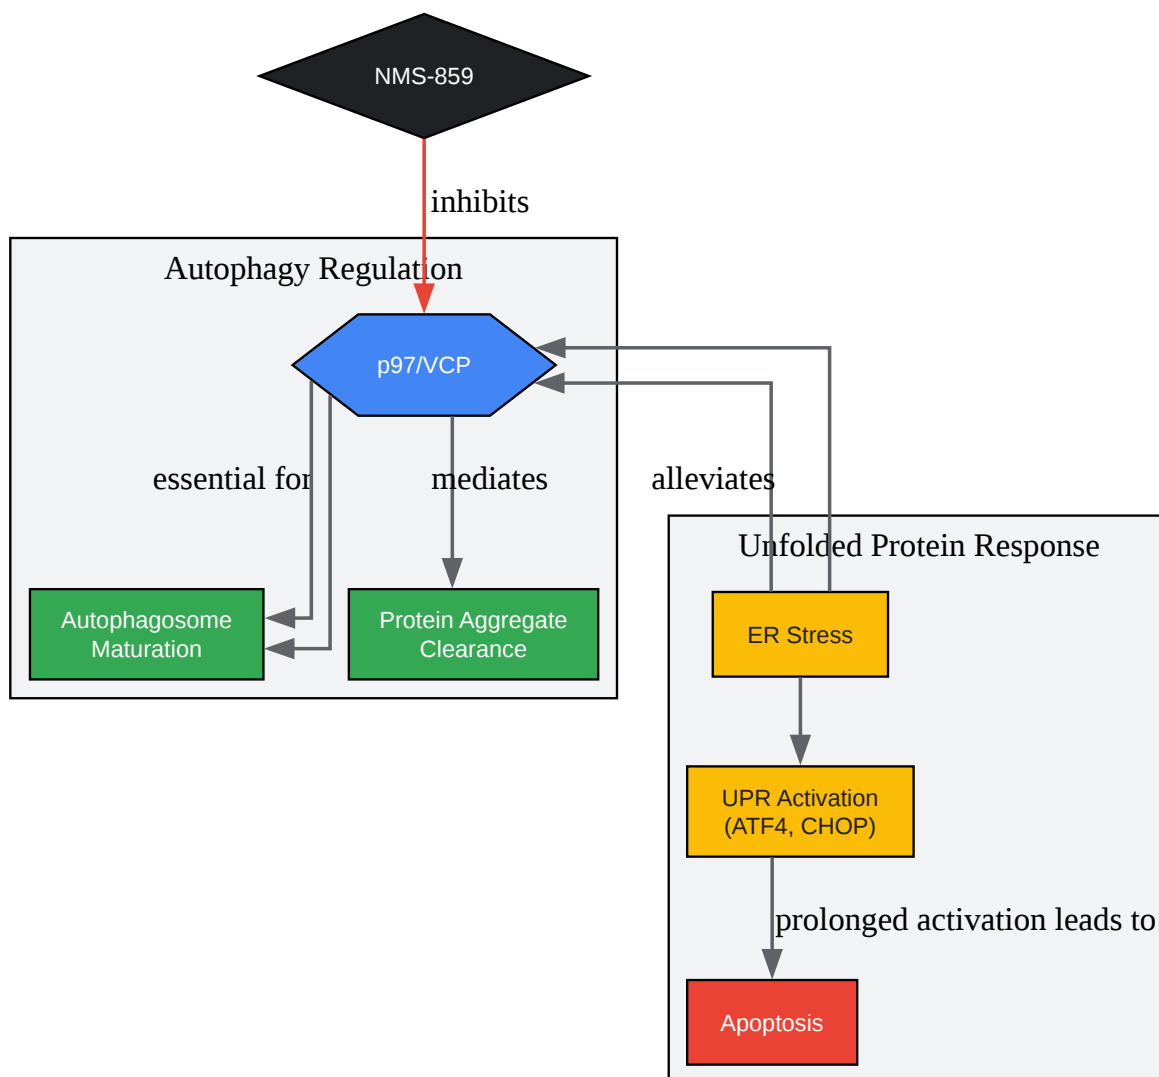 NMS-859
inhibits
Autophagy Regulation
p97/VCP
essential for
mediates
alleviates
Unfolded Protein Response
Autophagosome
Maturation
Protein Aggregate
Clearance
ER Stress
UPR Activation
(ATF4, CHOP)
prolonged activation leads to
Apoptosis